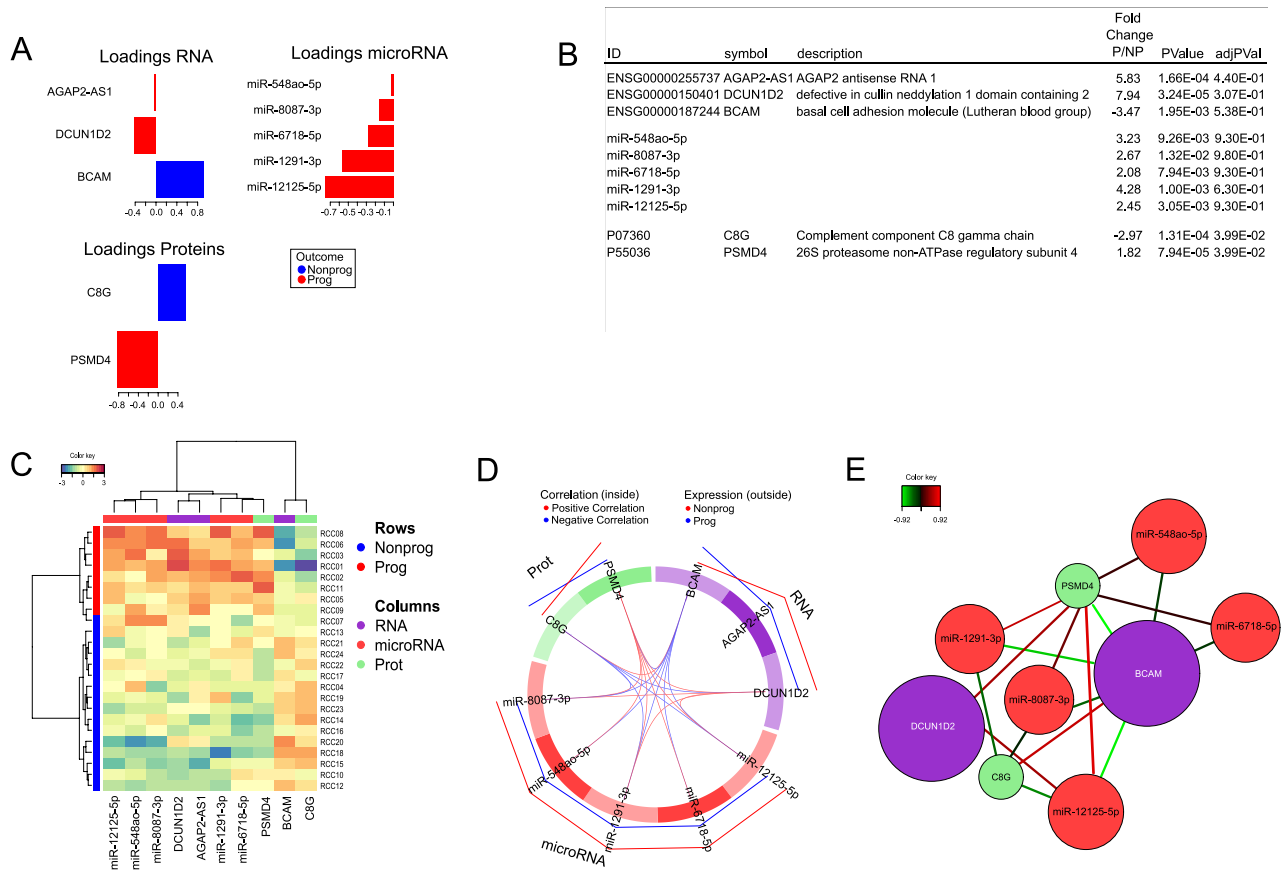 A
Loadings RNA
AGAP2-AS1
DCUN1D2
BCAM
-0.4 0.0 0.4 0.8
Loadings microRNA
miR-548ao-5p
miR-8087-3p
miR-6718-5p
miR-1291-3p
miR-12125-5p
-0.7 -0.5 -0.3 -0.1
Loadings Proteins
C8G
PSMD4
-0.8 -0.4 0.0 0.4
Outcome
Nonprog
Prog
B
ID symbol description Fold Change P/NP PValue adjPVal
ENSG00000255737 AGAP2-AS1 AGAP2 antisense RNA 1 5.83 1.66E-04 4.40E-01
ENSG00000150401 DCUN1D2 defective in cullin neddylation 1 domain containing 2 7.94 3.24E-05 3.07E-01
ENSG00000187244 BCAM basal cell adhesion molecule (Lutheran blood group) -3.47 1.95E-03 5.38E-01
miR-548ao-5p 3.23 9.26E-03 9.30E-01
miR-8087-3p 2.67 1.32E-02 9.80E-01
miR-6718-5p 2.08 7.94E-03 9.30E-01
miR-1291-3p 4.28 1.00E-03 6.30E-01
miR-12125-5p 2.45 3.05E-03 9.30E-01
P07360 C8G Complement component C8 gamma chain -2.97 1.31E-04 3.99E-02
P55036 PSMD4 26S proteasome non-ATPase regulatory subunit 4 1.82 7.94E-05 3.99E-02
C
Color key
-3 0 3
RCC08
RCC06
RCC03
RCC01
RCC02
RCC11
RCC05
RCC09
RCC07
RCC13
RCC21
RCC24
RCC22
RCC17
RCC04
RCC19
RCC23
RCC14
RCC16
RCC20
RCC18
RCC15
RCC10
RCC12
miR-12125-5p
miR-548ao-5p
miR-8087-3p
DCUN1D2
AGAP2-AS1
miR-1291-3p
miR-6718-5p
PSMD4
BCAM
C8G
Rows
Nonprog
Prog
Columns
RNA
microRNA
Prot
D
Correlation (inside)
Positive Correlation
Negative Correlation
Expression (outside)
Nonprog
Prog
Prot
RNA
microRNA
PSMD4
BCAM
AGAP2-AS1
DCUN1D2
miR-12125-5p
miR-6718-5p
miR-1291-3p
miR-548ao-5p
miR-8087-3p
C8G
E
Color key
-0.92 0.92
miR-548ao-5p
PSMD4
miR-6718-5p
miR-1291-3p
BCAM
miR-8087-3p
DCUN1D2
C8G
miR-12125-5p